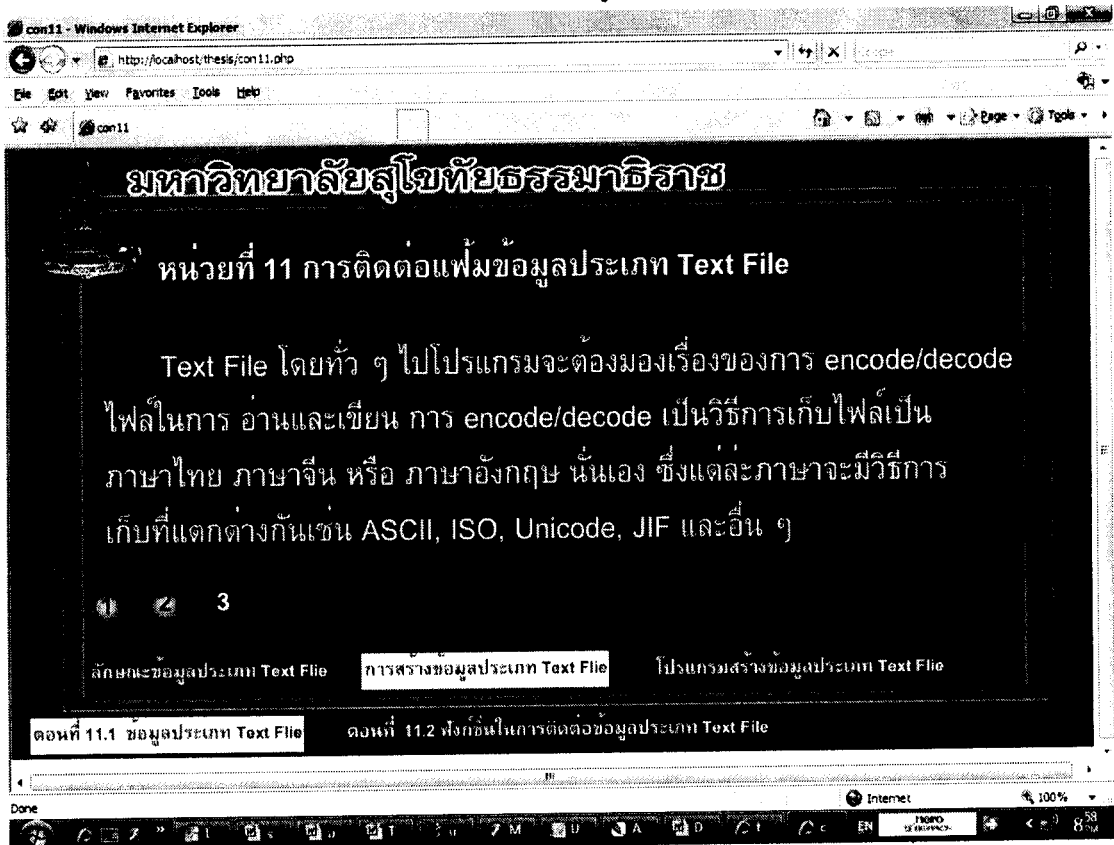 con11 - Windows Internet Explorer
http://localhost/thesis/con11.php
File Edit View Favorites Tools Help
con11
Page Tools
มหาวิทยาลัยสุโขทัยธรรมาธิราช
หน่วยที่ 11 การติดต่อแฟ้มข้อมูลประเภท Text File
Text File โดยทั่ว ๆ ไปโปรแกรมจะต้องมองเรื่องของการ encode/decode
ไฟล์ในการ อ่านและเขียน การ encode/decode เป็นวิธีการเก็บไฟล์เป็น
ภาษาไทย ภาษาจีน หรือ ภาษาอังกฤษ นั่นเอง ซึ่งแต่ล่ะภาษาจะมีวิธีการ
เก็บที่แตกต่างกันเช่น ASCII, ISO, Unicode, JIF และอื่น ๆ
1 2 3
ลักษณะข้อมูลประเภท Text Flie การสร้างข้อมูลประเภท Text Flie โปรแกรมสร้างข้อมูลประเภท Text Flie
ตอนที่ 11.1 ข้อมูลประเภท Text Flie ตอนที่ 11.2 ฟังก์ชั่นในการติดต่อข้อมูลประเภท Text File
Done Internet 100%
EN